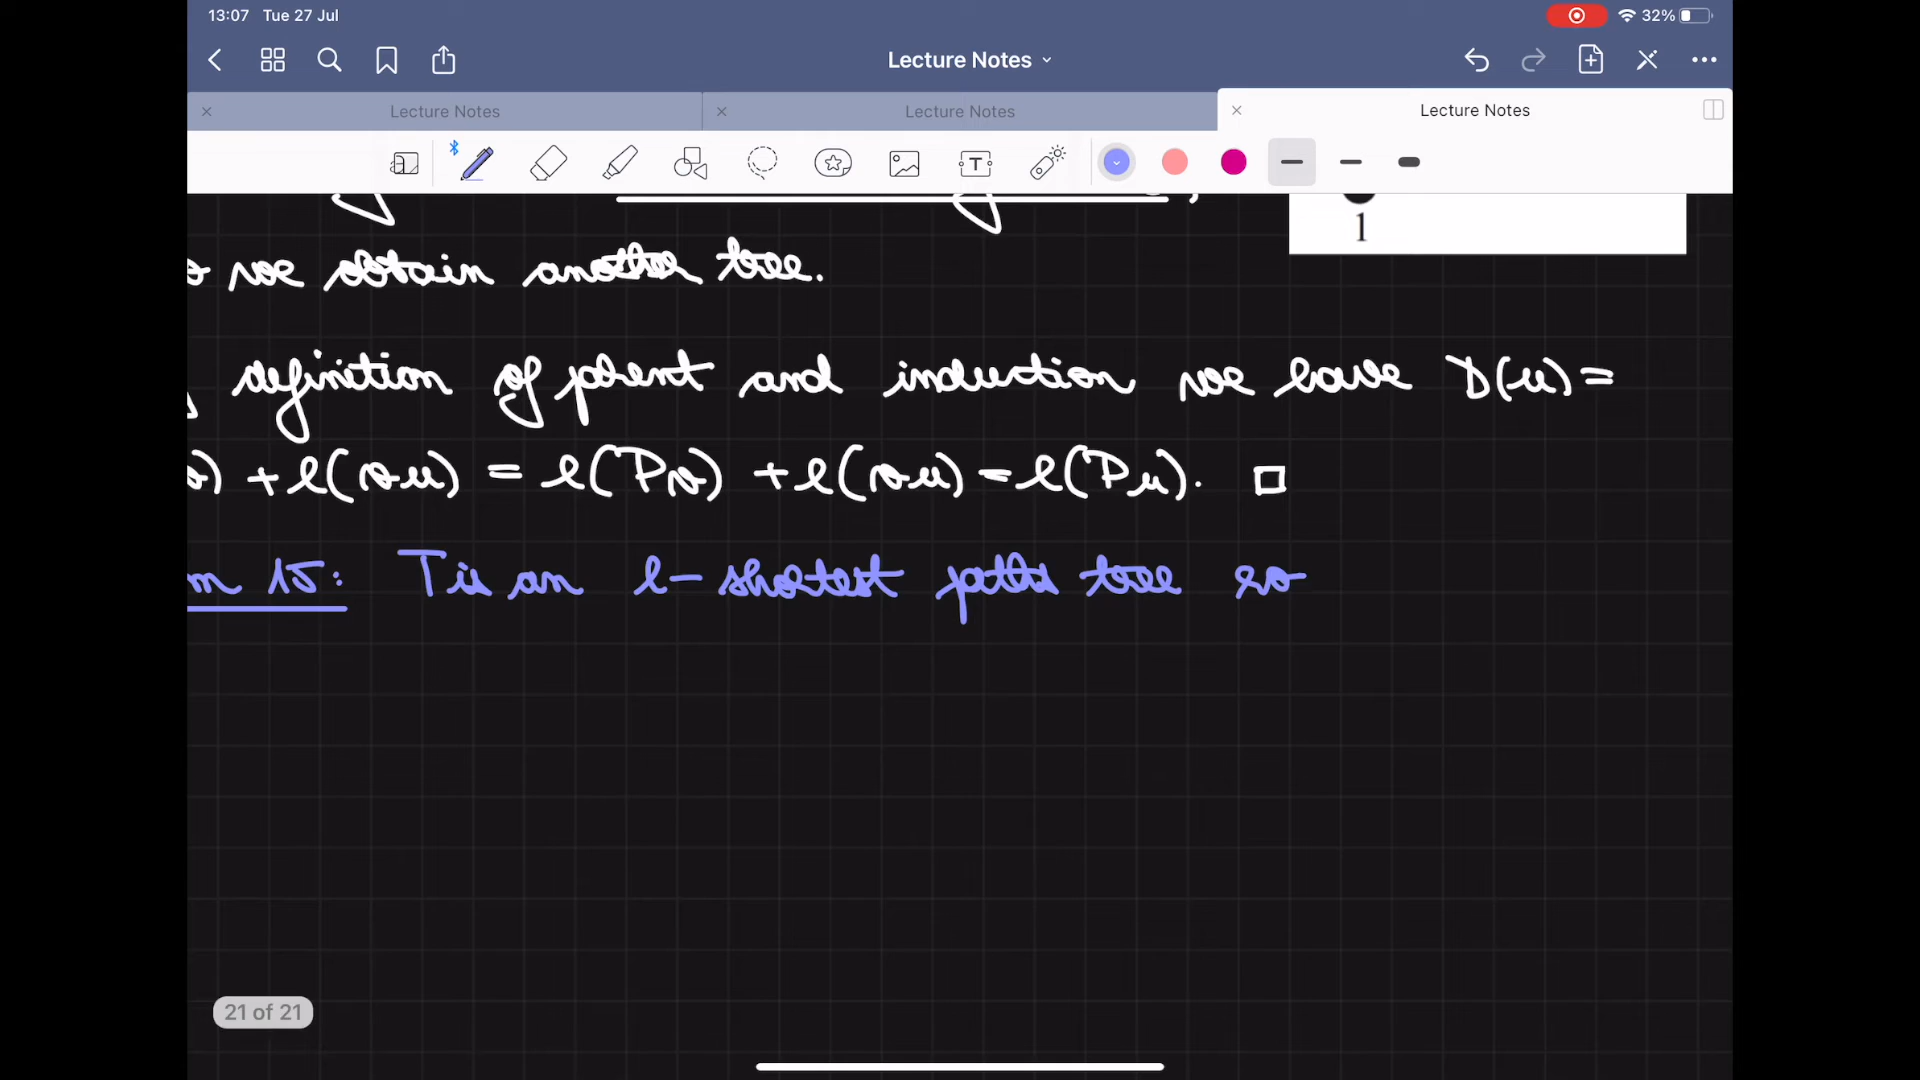 13:07 Tue 27 Jul 32%
Lecture Notes
Lecture Notes Lecture Notes Lecture Notes
1
we obtain another tree.
definition of parent and induction we have D(u)=
) + l(vu) = l(Pv) + l(vu) = l(Pu). □
m 15: T is an l-shortest paths tree so
21 of 21